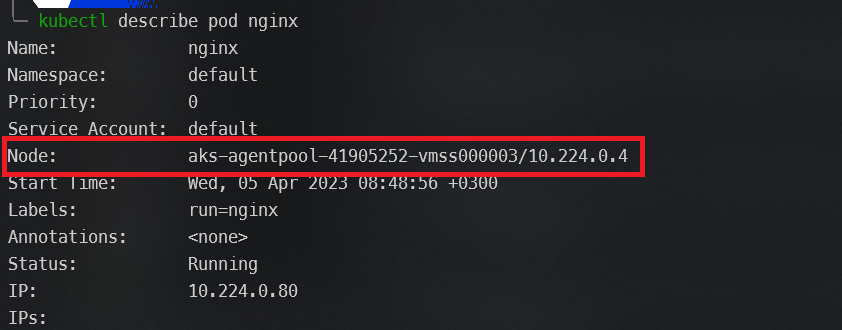 kubectl describe pod nginx
Name: nginx
Namespace: default
Priority: 0
Service Account: default
Node: aks-agentpool-41905252-vmss000003/10.224.0.4
Start Time: Wed, 05 Apr 2023 08:48:56 +0300
Labels: run=nginx
Annotations: <none>
Status: Running
IP: 10.224.0.80
IPs: